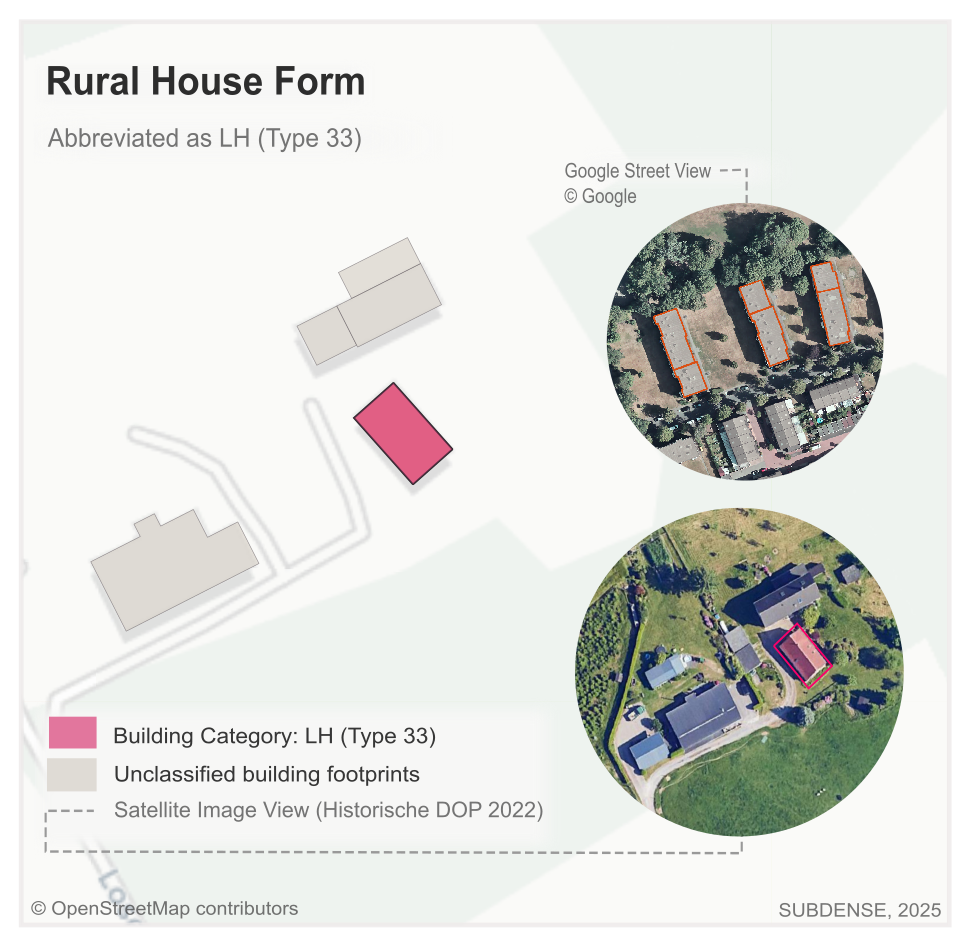 Rural House Form
Abbreviated as LH (Type 33)
Google Street View
© Google
Building Category: LH (Type 33)
Unclassified building footprints
Satellite Image View (Historische DOP 2022)
© OpenStreetMap contributors
SUBDENSE, 2025